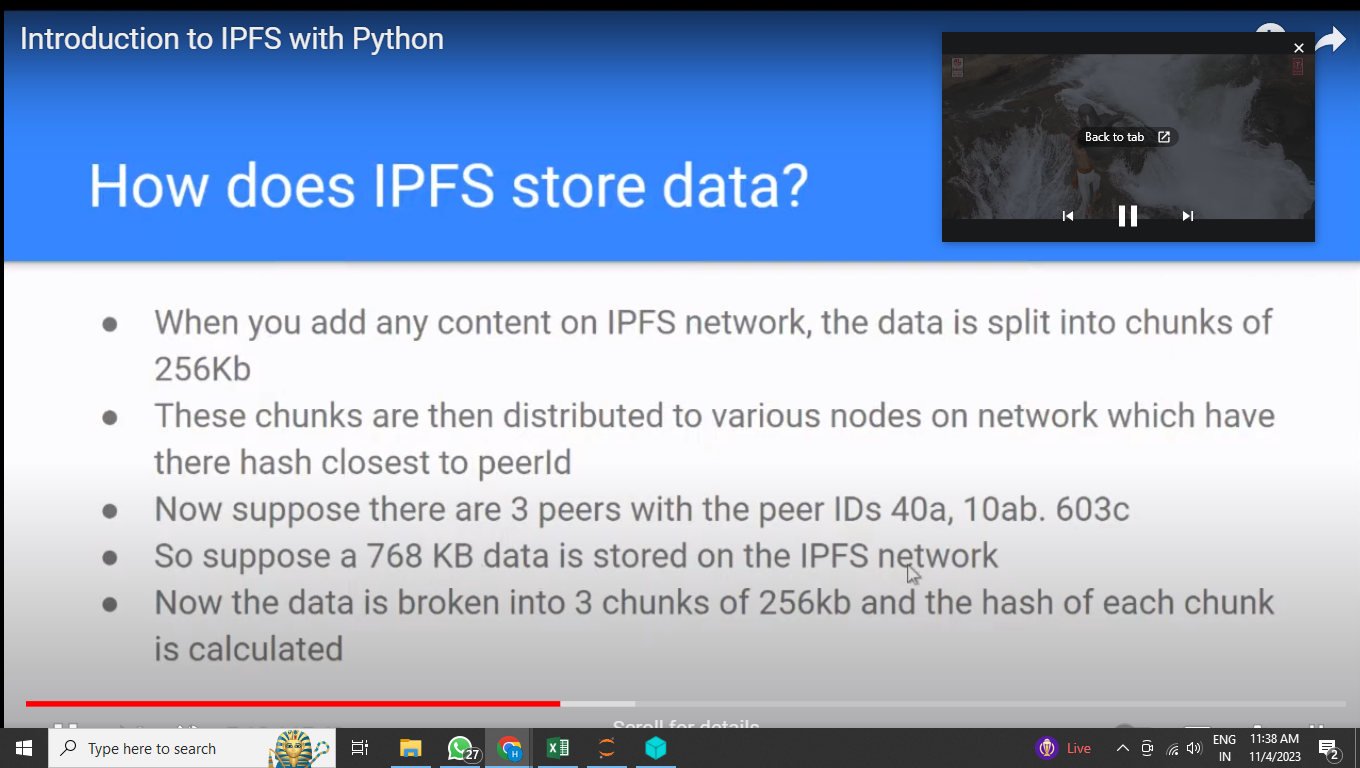 Introduction to IPFS with Python
Back to tab
How does IPFS store data?
● When you add any content on IPFS network, the data is split into chunks of
256Kb
● These chunks are then distributed to various nodes on network which have
there hash closest to peerId
● Now suppose there are 3 peers with the peer IDs 40a, 10ab. 603c
● So suppose a 768 KB data is stored on the IPFS network
● Now the data is broken into 3 chunks of 256kb and the hash of each chunk
is calculated
Scroll for details
Type here to search
27
H
Live
ENG
IN
11:38 AM
11/4/2023
2